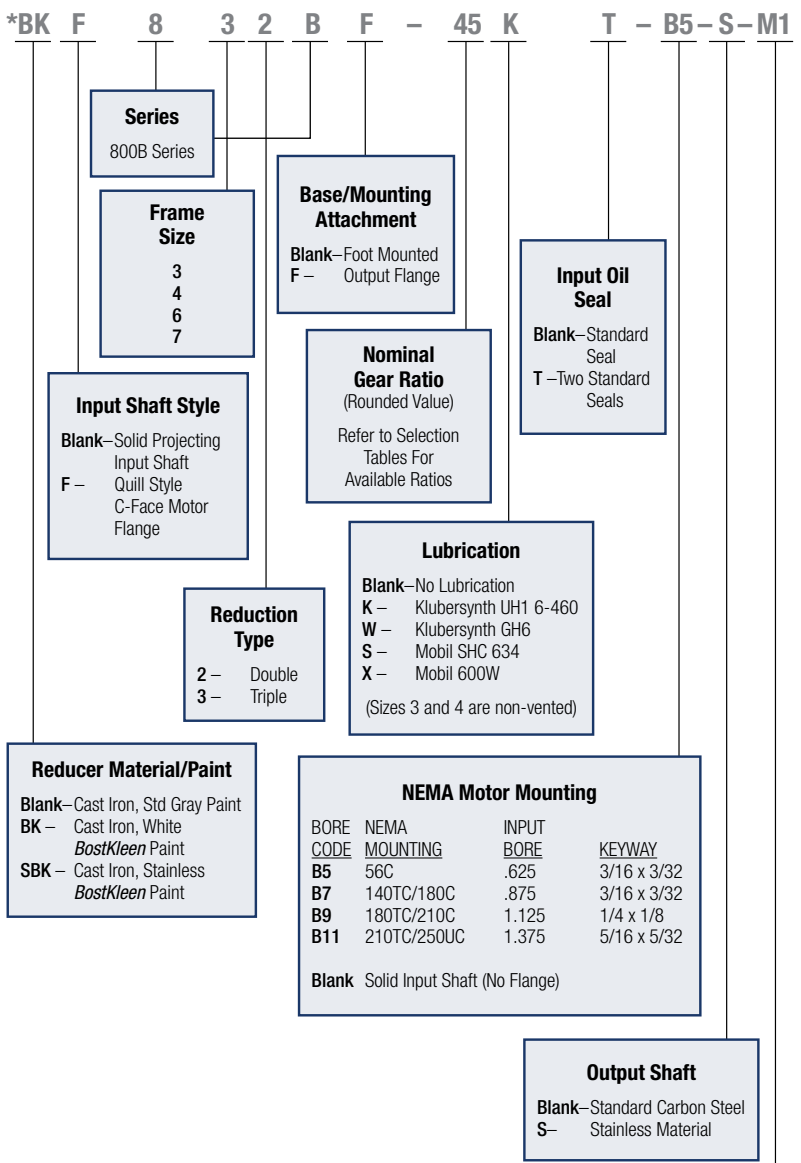 *BK F 8 3 2 B F – 45 K T – B5 – S – M1
Series
800B Series
Frame
Size
3
4
6
7
Base/Mounting
Attachment
Blank–Foot Mounted
F – Output Flange
Input Oil
Seal
Blank–Standard
Seal
T –Two Standard
Seals
Nominal
Gear Ratio
(Rounded Value)
Refer to Selection
Tables For
Available Ratios
Input Shaft Style
Blank–Solid Projecting
Input Shaft
F – Quill Style
C-Face Motor
Flange
Lubrication
Blank–No Lubrication
K – Klubersynth UH1 6-460
W – Klubersynth GH6
S – Mobil SHC 634
X – Mobil 600W
(Sizes 3 and 4 are non-vented)
Reduction
Type
2 – Double
3 – Triple
Reducer Material/Paint
Blank–Cast Iron, Std Gray Paint
BK – Cast Iron, White
BostKleen Paint
SBK – Cast Iron, Stainless
BostKleen Paint
NEMA Motor Mounting
BORE NEMA INPUT
CODE MOUNTING BORE KEYWAY
B5 56C .625 3/16 x 3/32
B7 140TC/180C .875 3/16 x 3/32
B9 180TC/210C 1.125 1/4 x 1/8
B11 210TC/250UC 1.375 5/16 x 5/32
Blank Solid Input Shaft (No Flange)
Output Shaft
Blank–Standard Carbon Steel
S– Stainless Material